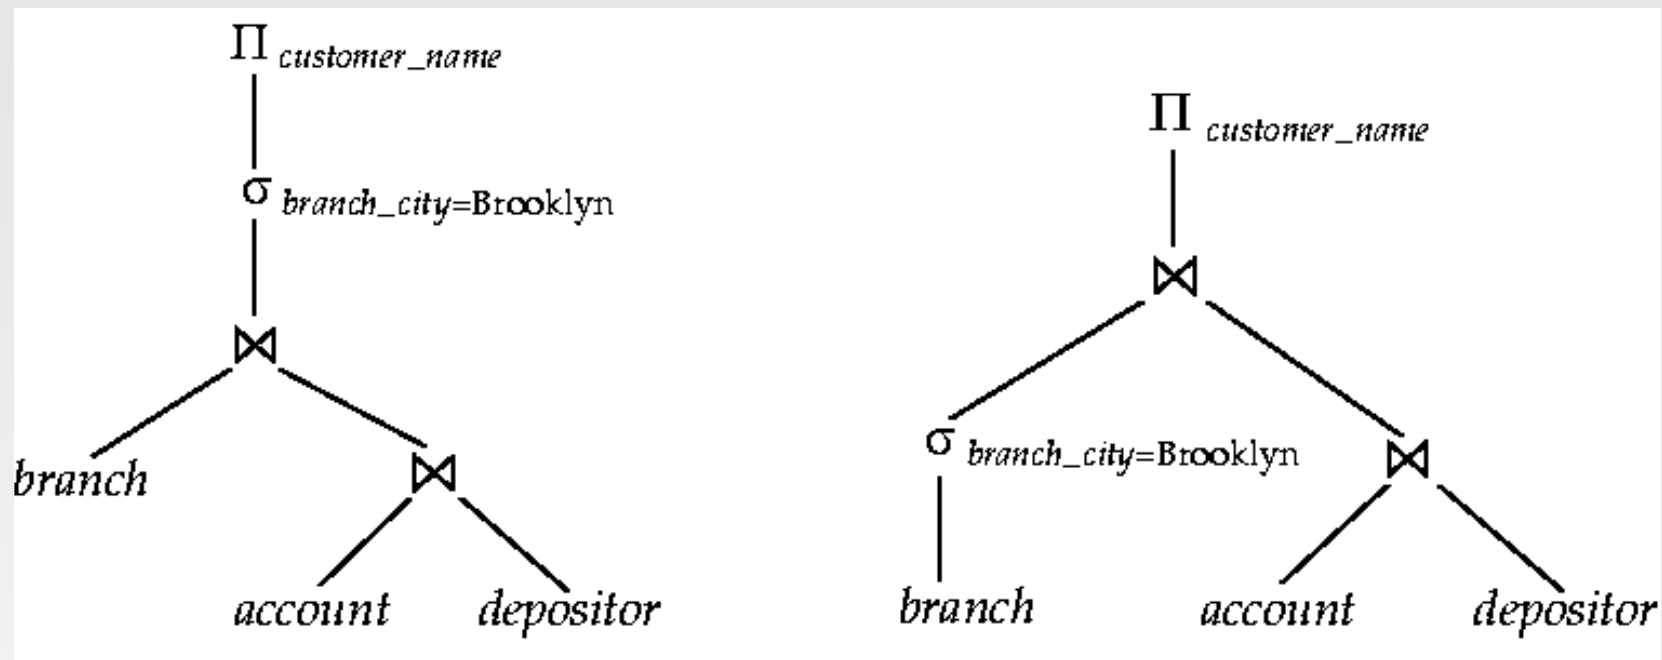 Π customer_name
σ branch_city=Brooklyn
⋈
branch
⋈
account depositor
Π customer_name
⋈
σ branch_city=Brooklyn
⋈
branch account depositor